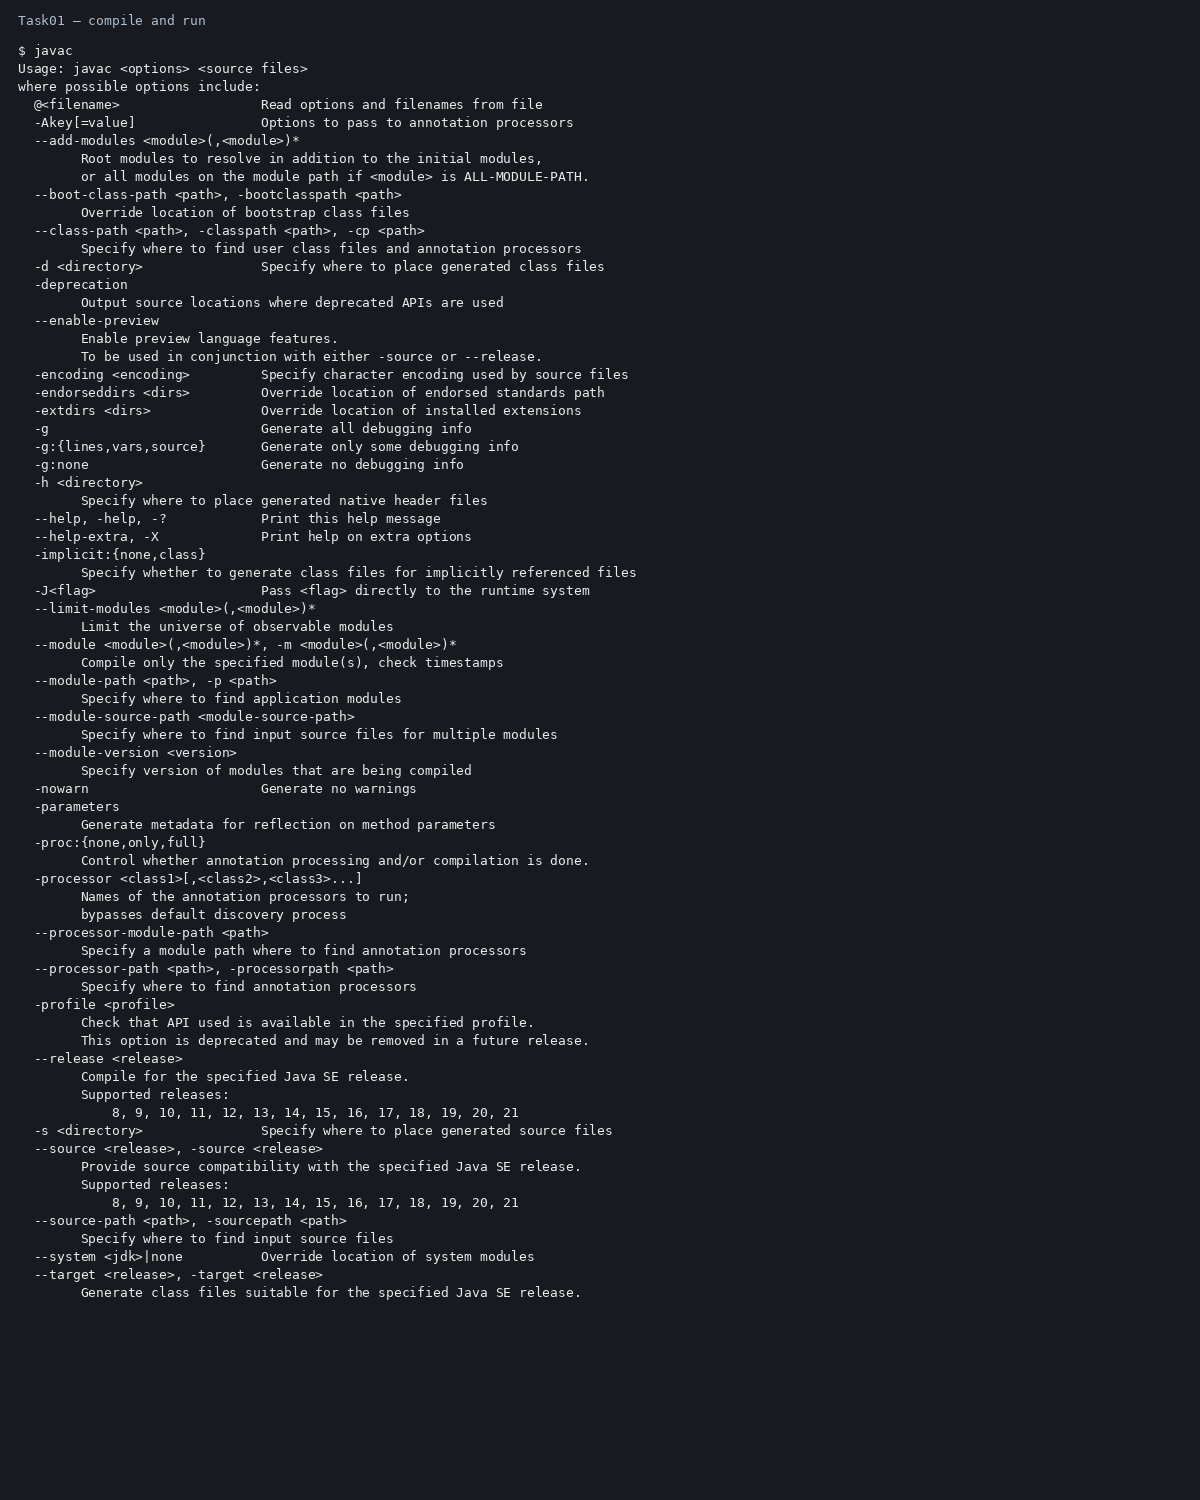 Task01 — compile and run
$ javac
Usage: javac <options> <source files>
where possible options include:
  @<filename>                  Read options and filenames from file
  -Akey[=value]                Options to pass to annotation processors
  --add-modules <module>(,<module>)*
        Root modules to resolve in addition to the initial modules,
        or all modules on the module path if <module> is ALL-MODULE-PATH.
  --boot-class-path <path>, -bootclasspath <path>
        Override location of bootstrap class files
  --class-path <path>, -classpath <path>, -cp <path>
        Specify where to find user class files and annotation processors
  -d <directory>               Specify where to place generated class files
  -deprecation
        Output source locations where deprecated APIs are used
  --enable-preview
        Enable preview language features.
        To be used in conjunction with either -source or --release.
  -encoding <encoding>         Specify character encoding used by source files
  -endorseddirs <dirs>         Override location of endorsed standards path
  -extdirs <dirs>              Override location of installed extensions
  -g                           Generate all debugging info
  -g:{lines,vars,source}       Generate only some debugging info
  -g:none                      Generate no debugging info
  -h <directory>
        Specify where to place generated native header files
  --help, -help, -?            Print this help message
  --help-extra, -X             Print help on extra options
  -implicit:{none,class}
        Specify whether to generate class files for implicitly referenced files
  -J<flag>                     Pass <flag> directly to the runtime system
  --limit-modules <module>(,<module>)*
        Limit the universe of observable modules
  --module <module>(,<module>)*, -m <module>(,<module>)*
        Compile only the specified module(s), check timestamps
  --module-path <path>, -p <path>
        Specify where to find application modules
  --module-source-path <module-source-path>
        Specify where to find input source files for multiple modules
  --module-version <version>
        Specify version of modules that are being compiled
  -nowarn                      Generate no warnings
  -parameters
        Generate metadata for reflection on method parameters
  -proc:{none,only,full}
        Control whether annotation processing and/or compilation is done.
  -processor <class1>[,<class2>,<class3>...]
        Names of the annotation processors to run;
        bypasses default discovery process
  --processor-module-path <path>
        Specify a module path where to find annotation processors
  --processor-path <path>, -processorpath <path>
        Specify where to find annotation processors
  -profile <profile>
        Check that API used is available in the specified profile.
        This option is deprecated and may be removed in a future release.
  --release <release>
        Compile for the specified Java SE release.
        Supported releases:
            8, 9, 10, 11, 12, 13, 14, 15, 16, 17, 18, 19, 20, 21
  -s <directory>               Specify where to place generated source files
  --source <release>, -source <release>
        Provide source compatibility with the specified Java SE release.
        Supported releases:
            8, 9, 10, 11, 12, 13, 14, 15, 16, 17, 18, 19, 20, 21
  --source-path <path>, -sourcepath <path>
        Specify where to find input source files
  --system <jdk>|none          Override location of system modules
  --target <release>, -target <release>
        Generate class files suitable for the specified Java SE release.